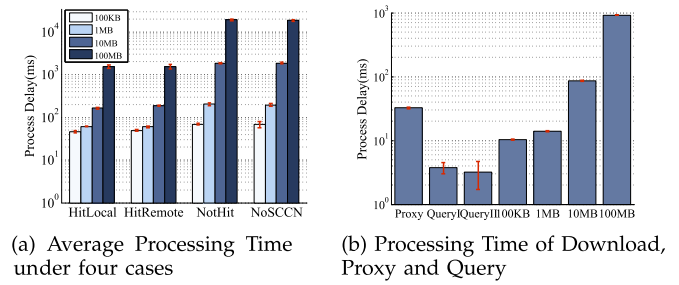 100KB
1MB
10MB
100MB
Process Delay(ms)
10^4
10^3
10^2
10^1
10^0
HitLocal HitRemote NotHit NoSCCN
(a) Average Processing Time
under four cases
Process Delay(ms)
10^3
10^2
10^1
10^0
Proxy QueryI QueryII 100KB 1MB 10MB 100MB
(b) Processing Time of Download,
Proxy and Query